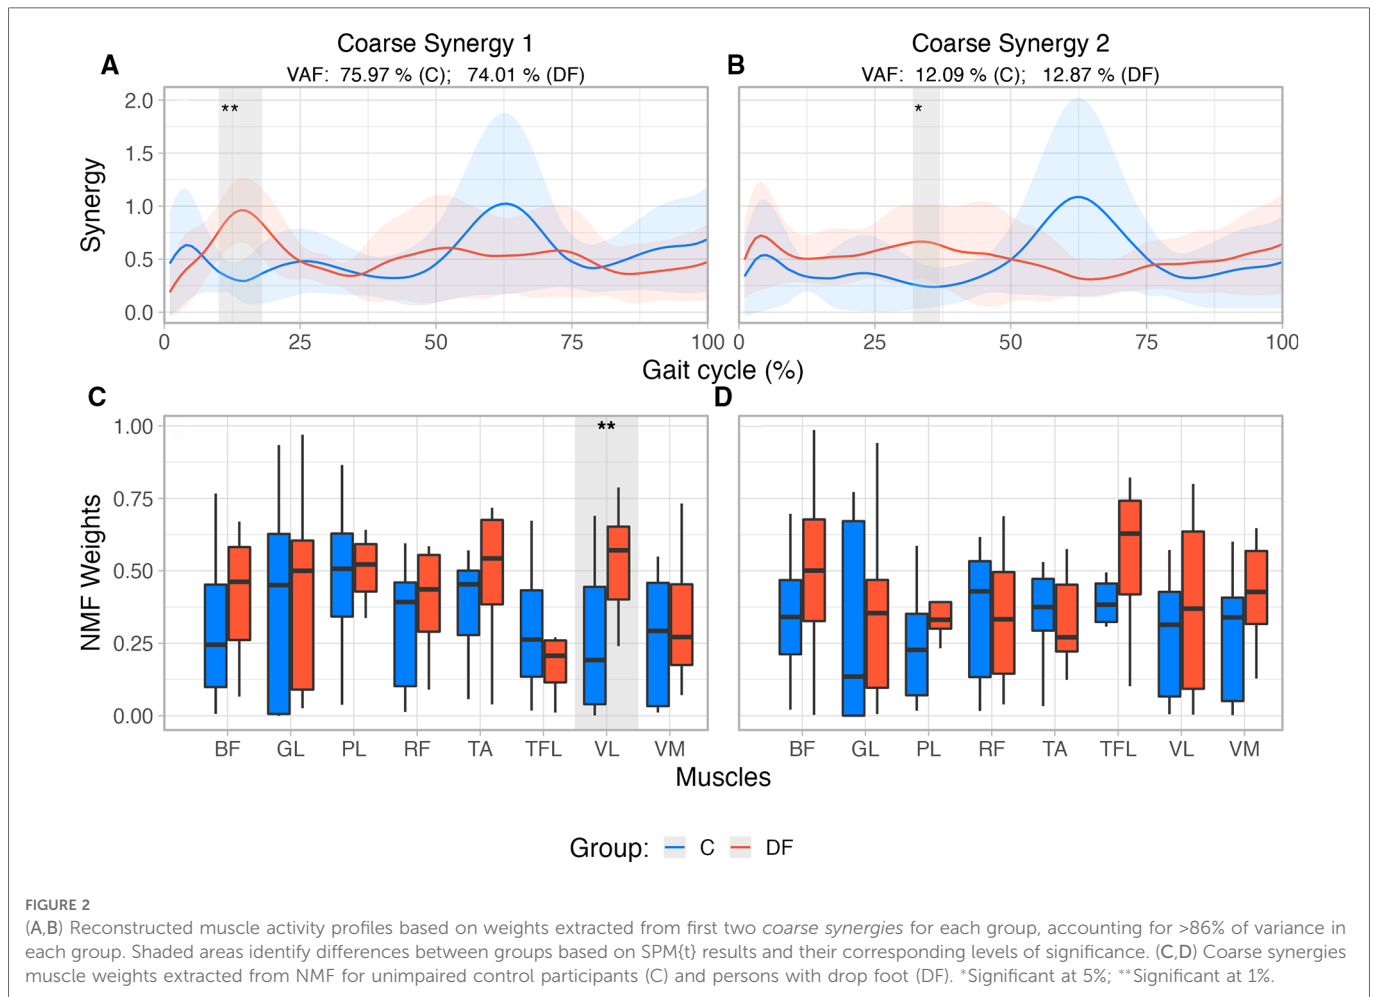 Coarse Synergy 1
Coarse Synergy 2
A
VAF: 75.97 % (C); 74.01 % (DF)
B
VAF: 12.09 % (C); 12.87 % (DF)
2.0
1.5
1.0
0.5
0.0
Synergy
**
*
0 25 50 75 100
0 25 50 75 100
Gait cycle (%)
C
D
1.00
0.75
0.50
0.25
0.00
NMF Weights
**
BF GL PL RF TA TFL VL VM
BF GL PL RF TA TFL VL VM
Muscles
Group: C DF
FIGURE 2
(A,B) Reconstructed muscle activity profiles based on weights extracted from first two coarse synergies for each group, accounting for >86% of variance in
each group. Shaded areas identify differences between groups based on SPM{t} results and their corresponding levels of significance. (C,D) Coarse synergies
muscle weights extracted from NMF for unimpaired control participants (C) and persons with drop foot (DF). *Significant at 5%; **Significant at 1%.